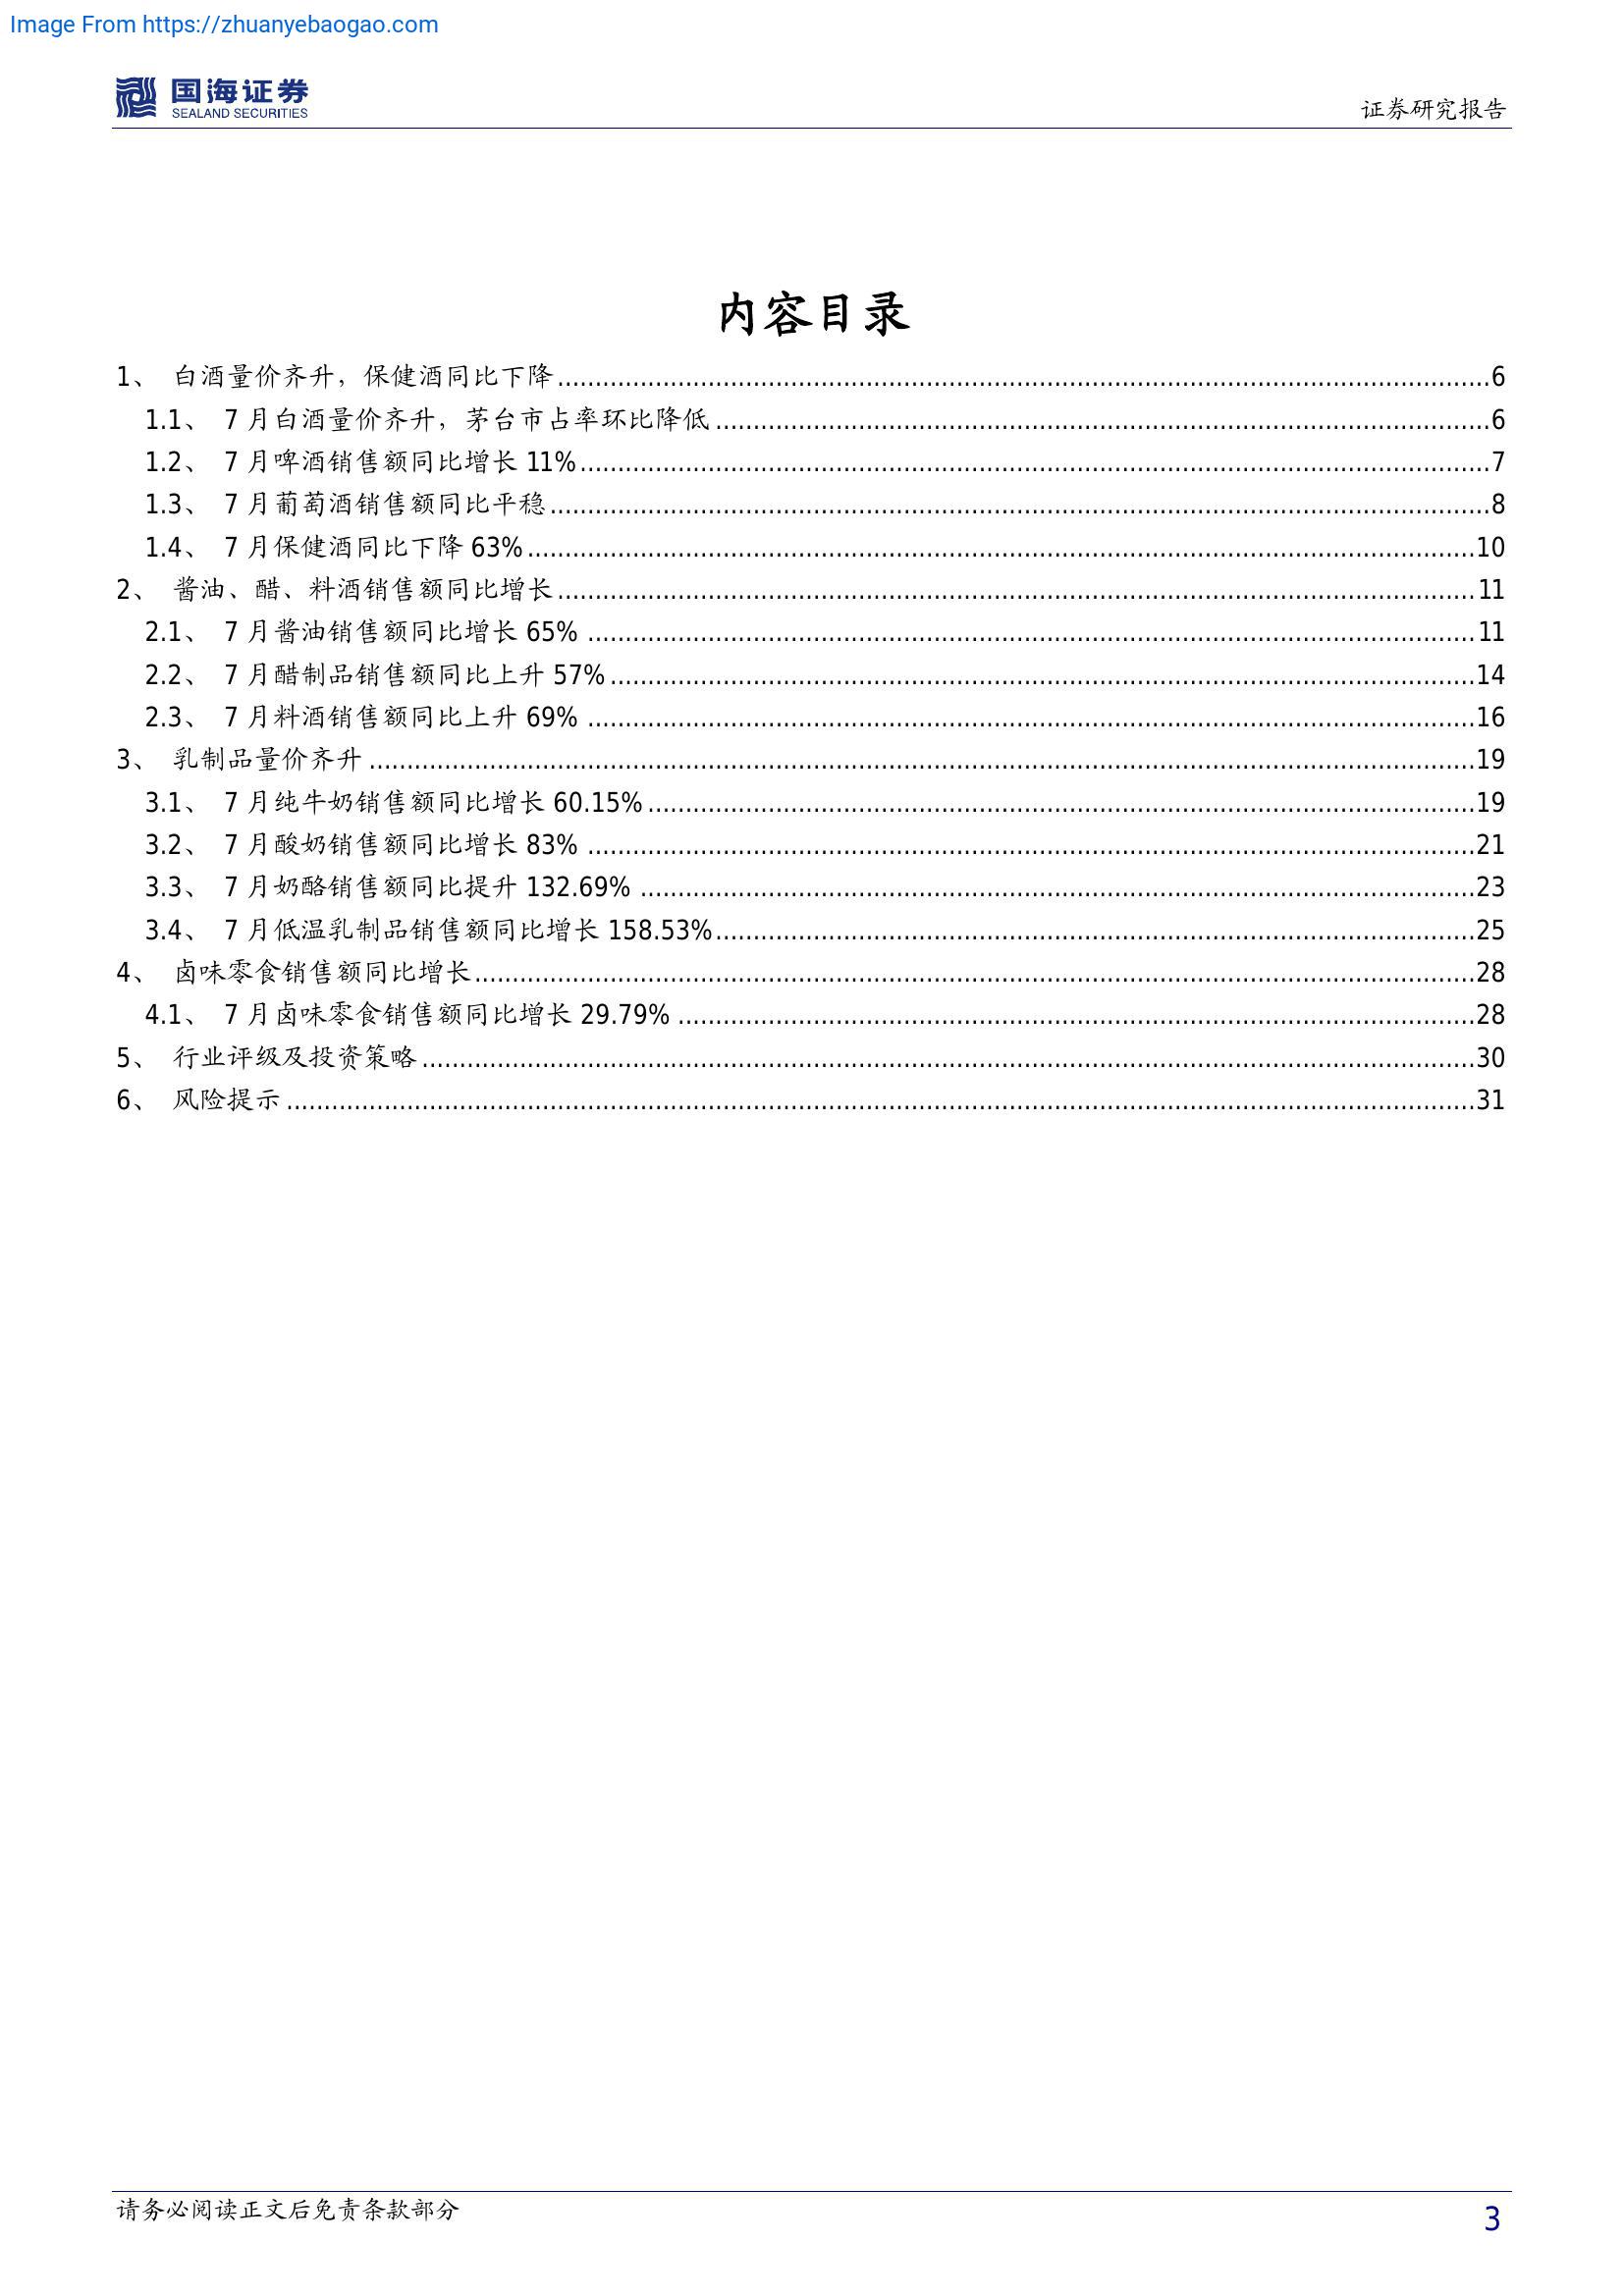 Image From https://zhuanyebaogao.com
国海证券
SEALAND SECURITIES
证券研究报告
内容目录
1、 白酒量价齐升，保健酒同比下降....................6
1.1、 7 月白酒量价齐升，茅台市占率环比降低....................6
1.2、 7 月啤酒销售额同比增长 11%....................7
1.3、 7 月葡萄酒销售额同比平稳....................8
1.4、 7 月保健酒同比下降 63%....................10
2、 酱油、醋、料酒销售额同比增长....................11
2.1、 7 月酱油销售额同比增长 65% ....................11
2.2、 7 月醋制品销售额同比上升 57%....................14
2.3、 7 月料酒销售额同比上升 69% ....................16
3、 乳制品量价齐升....................19
3.1、 7 月纯牛奶销售额同比增长 60.15%....................19
3.2、 7 月酸奶销售额同比增长 83% ....................21
3.3、 7 月奶酪销售额同比提升 132.69% ....................23
3.4、 7 月低温乳制品销售额同比增长 158.53%....................25
4、 卤味零食销售额同比增长....................28
4.1、 7 月卤味零食销售额同比增长 29.79% ....................28
5、 行业评级及投资策略....................30
6、 风险提示....................31
请务必阅读正文后免责条款部分
3